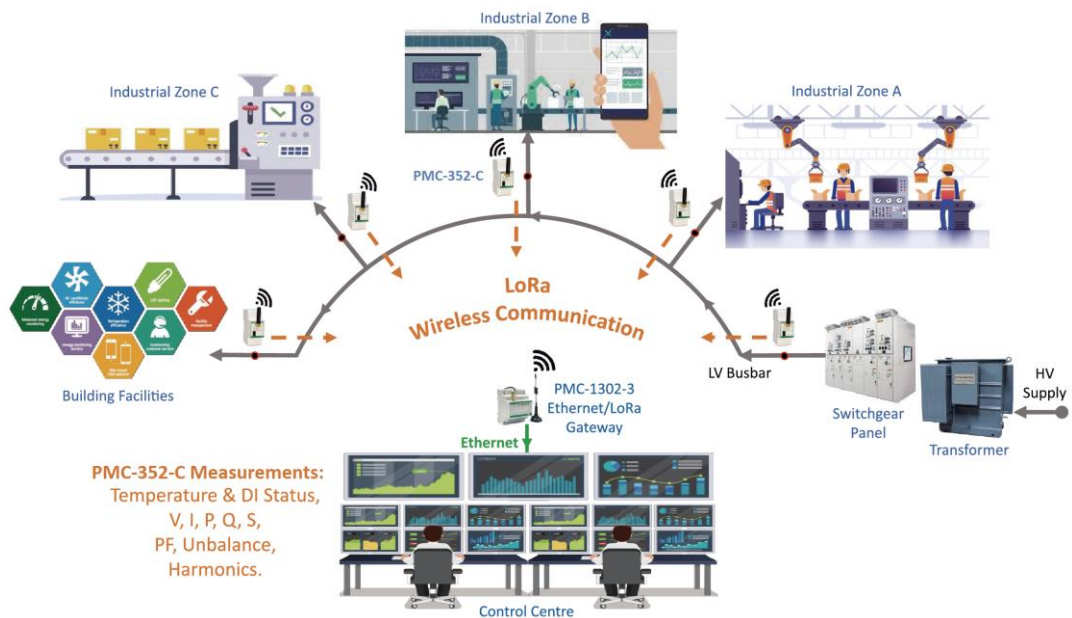 Industrial Zone B
Industrial Zone C
Industrial Zone A
PMC-352-C
LoRa
Wireless Communication
Building Facilities
LV Busbar
HV
Supply
Switchgear
Panel
Transformer
PMC-1302-3
Ethernet/LoRa
Gateway
Ethernet
PMC-352-C Measurements:
Temperature & DI Status,
V, I, P, Q, S,
PF, Unbalance,
Harmonics.
Control Centre